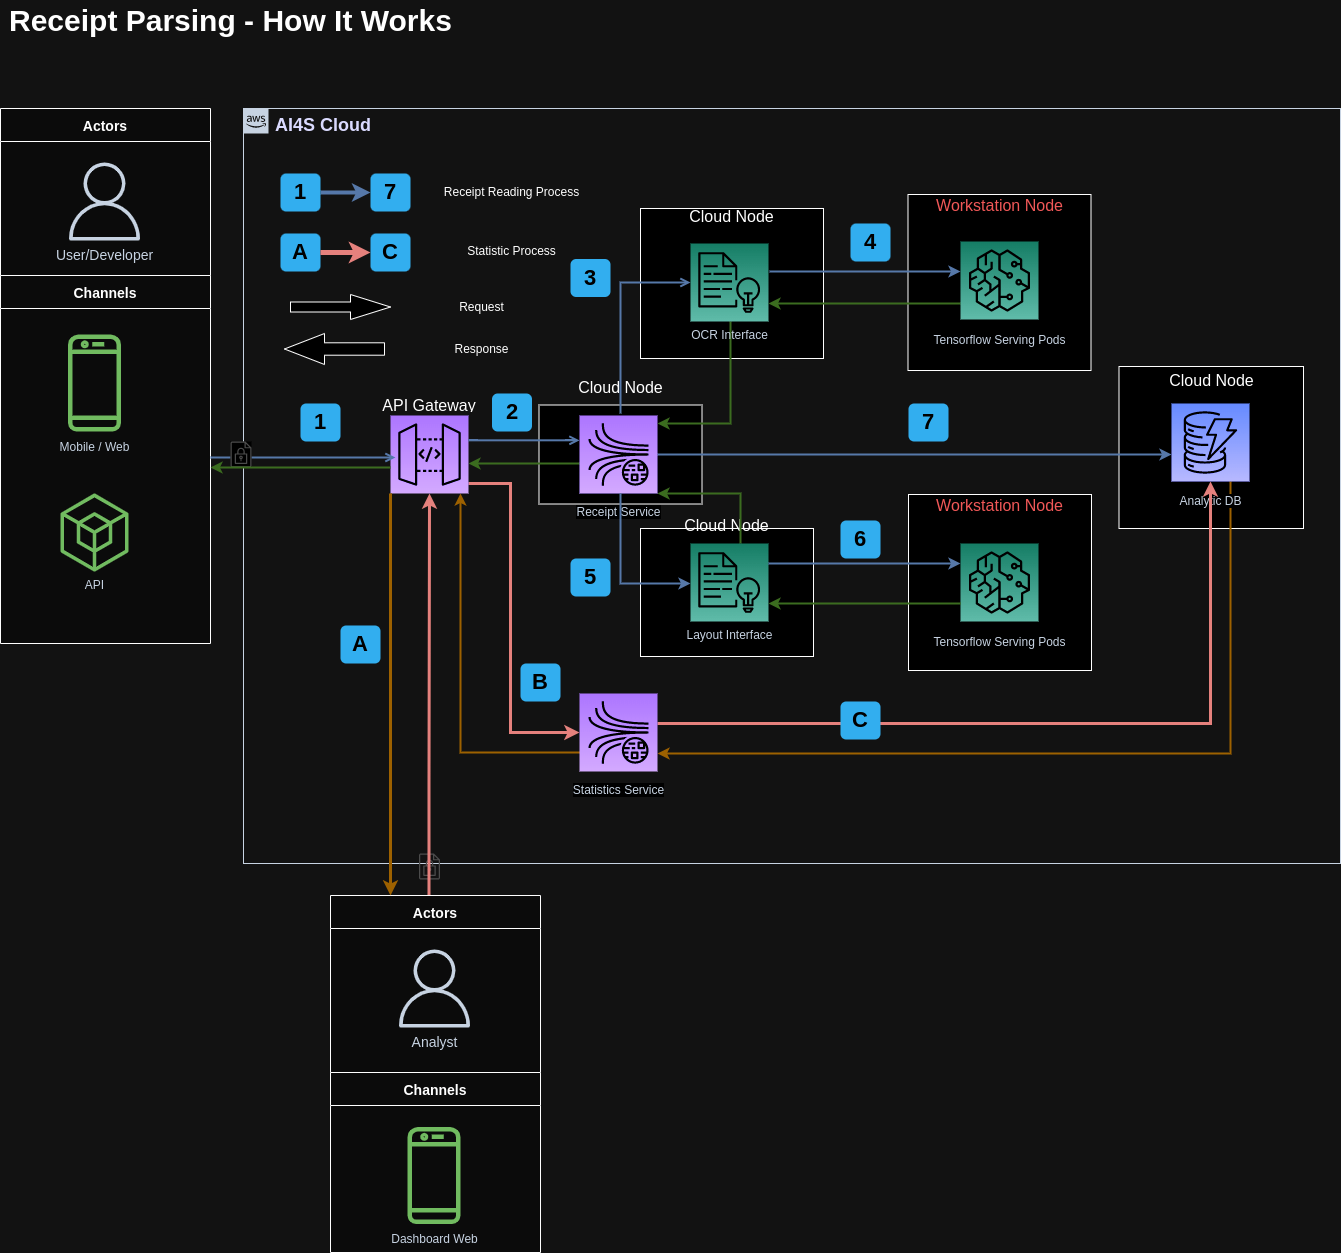 Receipt Parsing - How It Works
Actors
User/Developer
Channels
Mobile / Web
API
aws
AI4S Cloud
1
7
Receipt Reading Process
A
C
Statistic Process
Request
Response
1
API Gateway
2
3
Cloud Node
OCR Interface
4
Workstation Node
Tensorflow Serving Pods
Cloud Node
Receipt Service
7
Cloud Node
Analytic DB
5
Cloud Node
Layout Interface
6
Workstation Node
Tensorflow Serving Pods
A
B
C
Statistics Service
Actors
Analyst
Channels
Dashboard Web